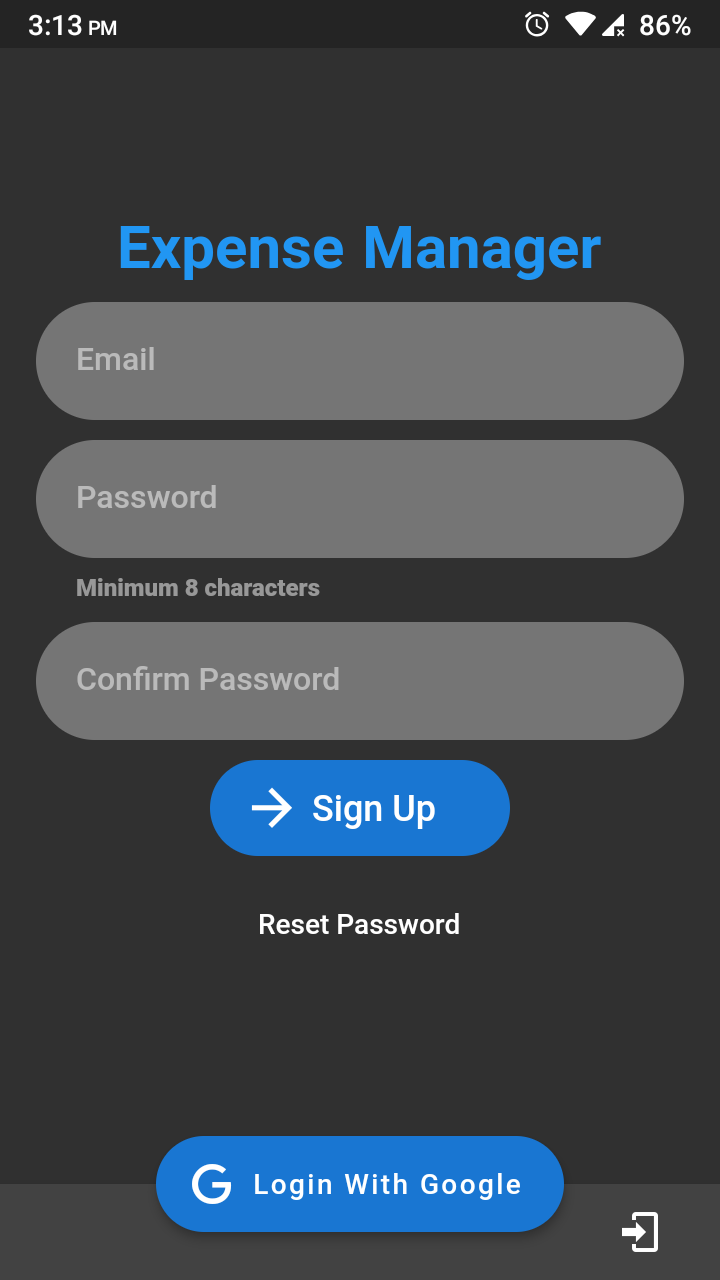 3:13 PM 86%
Expense Manager
Email
Password
Minimum 8 characters
Confirm Password
Sign Up
Reset Password
Login With Google